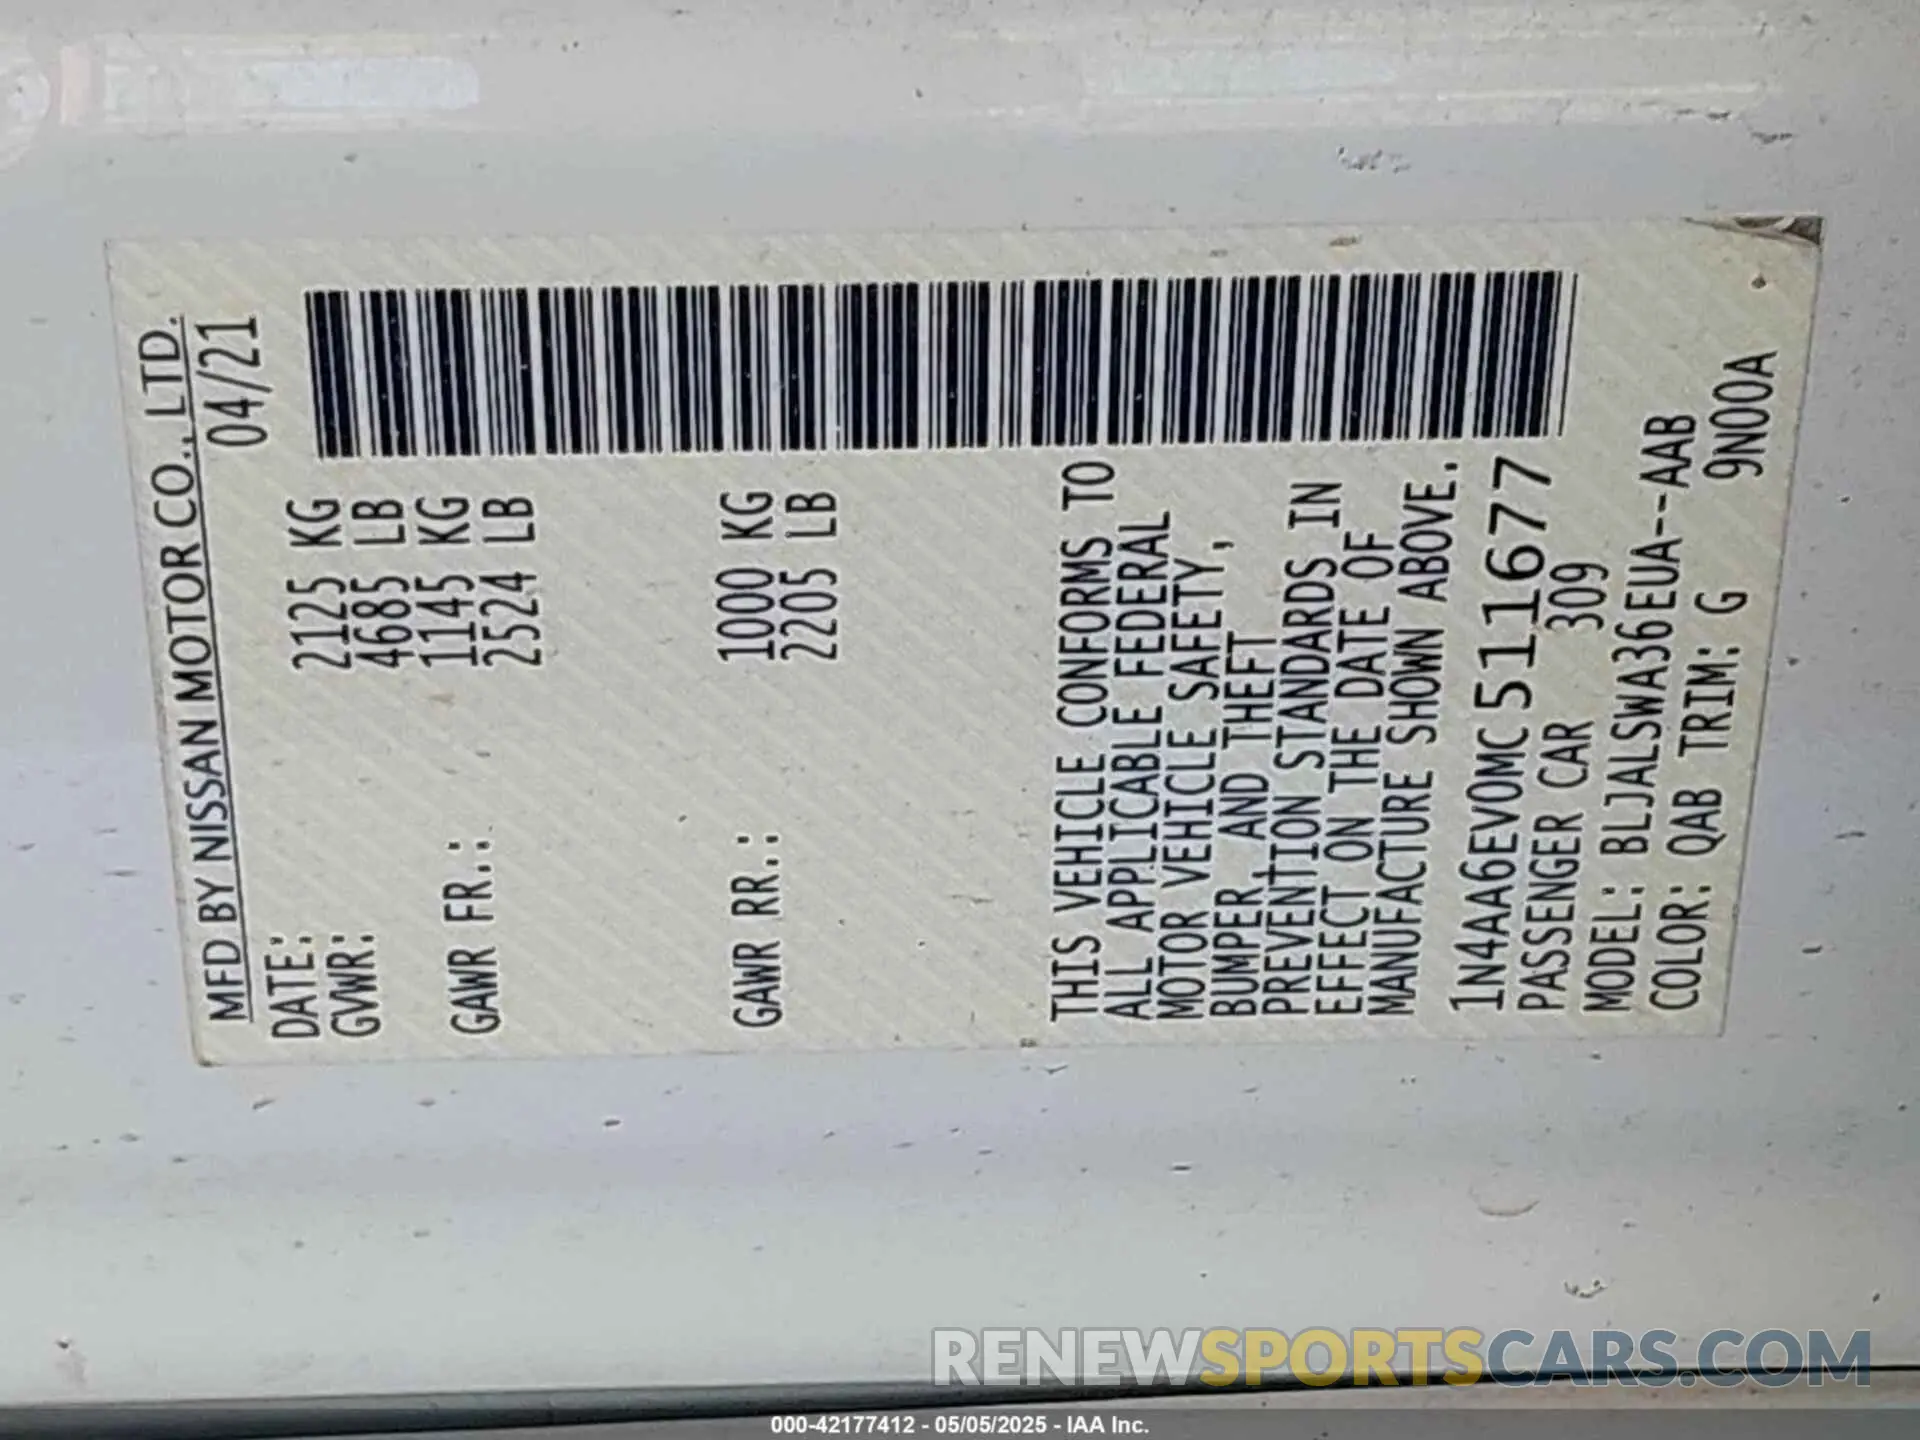 MFD BY NISSAN MOTOR CO., LTD.
DATE: 04/21
GVWR: 2125 KG
4685 LB
GAWR FR.: 1145 KG
2524 LB
GAWR RR.: 1000 KG
2205 LB
THIS VEHICLE CONFORMS TO
ALL APPLICABLE FEDERAL
MOTOR VEHICLE SAFETY,
BUMPER, AND THEFT
PREVENTION STANDARDS IN
EFFECT ON THE DATE OF
MANUFACTURE SHOWN ABOVE.
1N4AA6EV0MC511677
PASSENGER CAR 309
MODEL: BLJALSWA36EUA--AAB
COLOR: QAB TRIM: G 9N00A
RENEWSPORTSCARS.COM
000-42177412 - 05/05/2025 - IAA Inc.